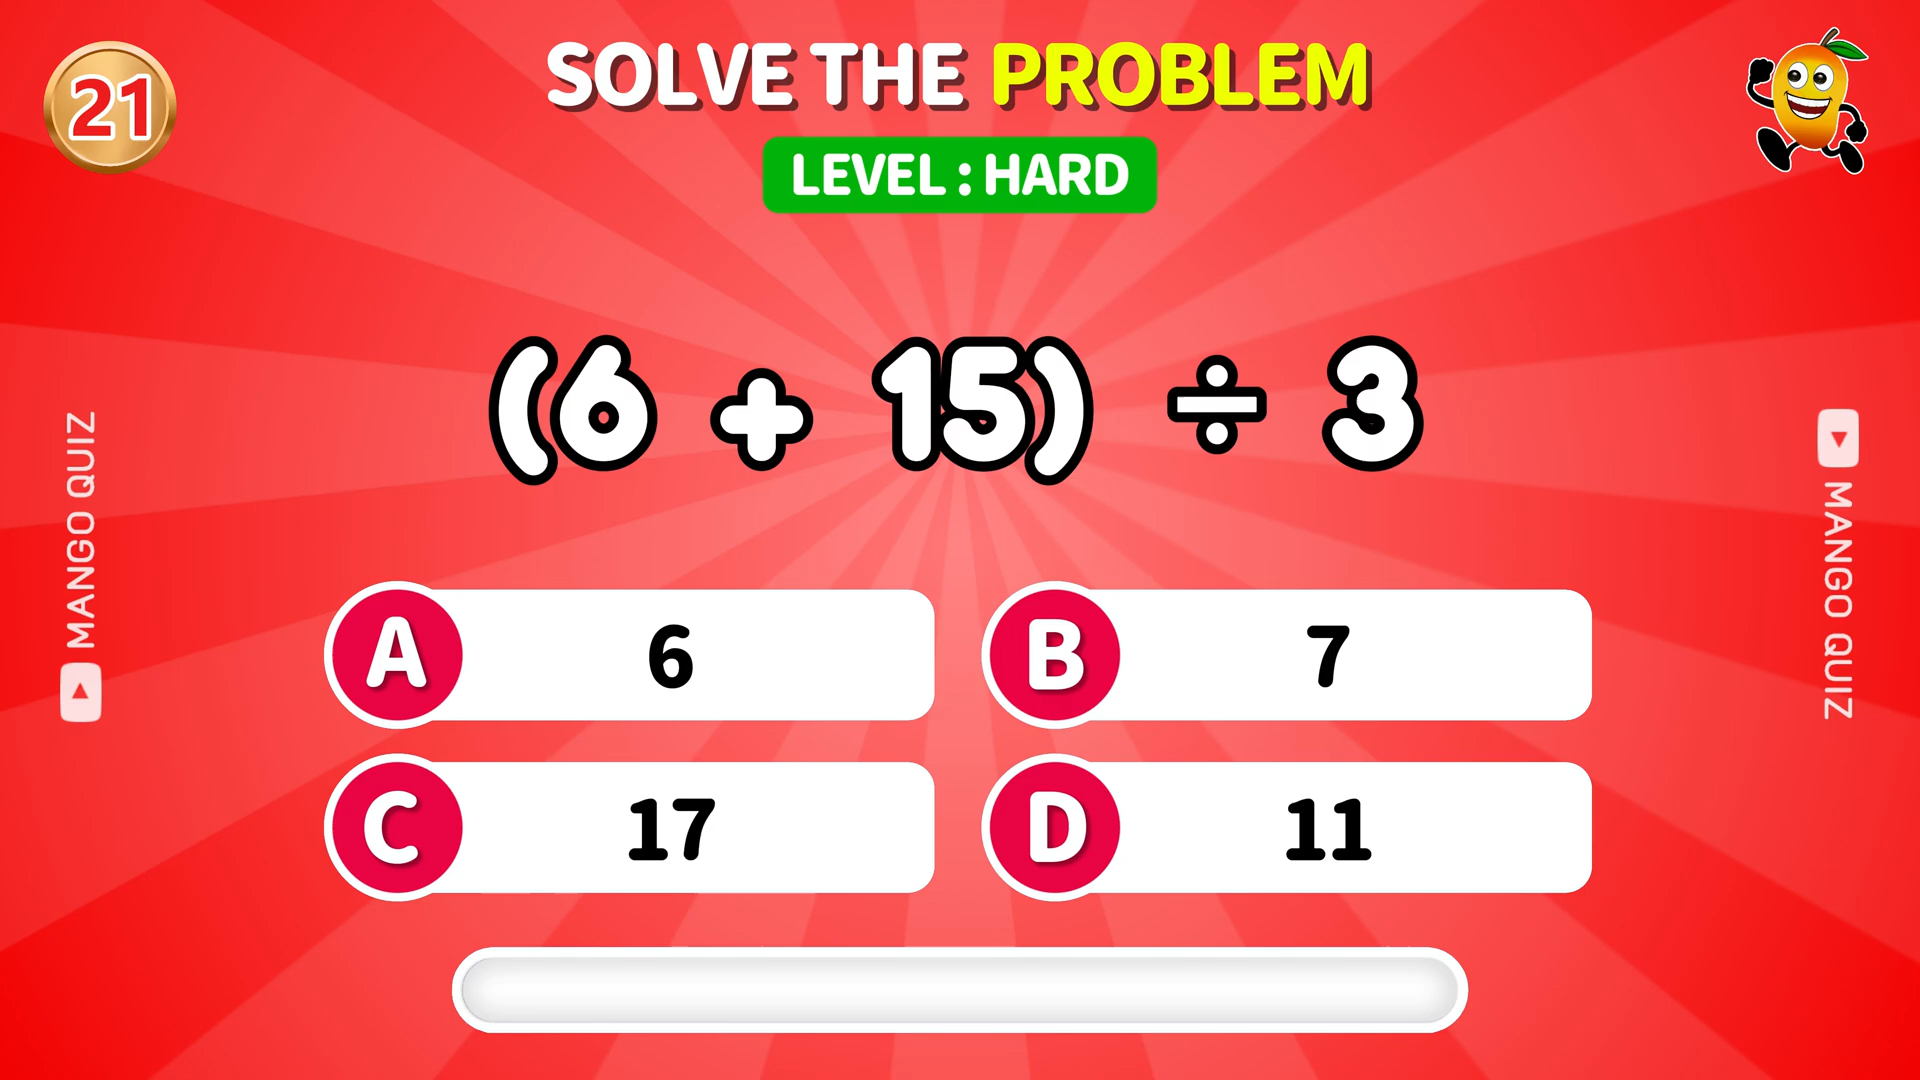 21
SOLVE THE PROBLEM
LEVEL : HARD
(6 + 15) ÷ 3
A 6
B 7
C 17
D 11
MANGO QUIZ
MANGO QUIZ